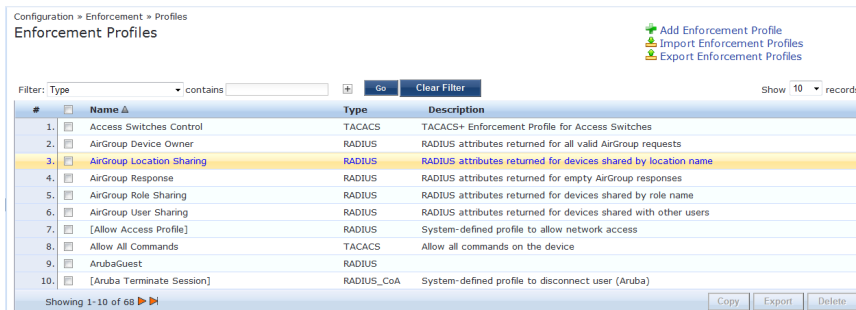 Configuration » Enforcement » Profiles
Enforcement Profiles
Add Enforcement Profile
Import Enforcement Profiles
Export Enforcement Profiles
Filter: Type contains + Go Clear Filter Show 10 records
# Name Type Description
1. Access Switches Control TACACS TACACS+ Enforcement Profile for Access Switches
2. AirGroup Device Owner RADIUS RADIUS attributes returned for all valid AirGroup requests
3. AirGroup Location Sharing RADIUS RADIUS attributes returned for devices shared by location name
4. AirGroup Response RADIUS RADIUS attributes returned for empty AirGroup responses
5. AirGroup Role Sharing RADIUS RADIUS attributes returned for devices shared by role name
6. AirGroup User Sharing RADIUS RADIUS attributes returned for devices shared with other users
7. [Allow Access Profile] RADIUS System-defined profile to allow network access
8. Allow All Commands TACACS Allow all commands on the device
9. ArubaGuest RADIUS
10. [Aruba Terminate Session] RADIUS_CoA System-defined profile to disconnect user (Aruba)
Showing 1-10 of 68 Copy Export Delete